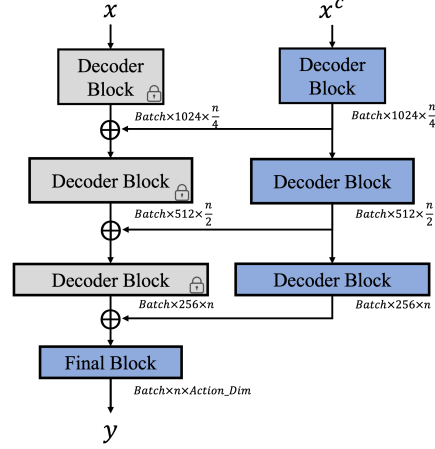 x
x^c
Decoder
Block
Decoder
Block
Batch×1024×n/4
Batch×1024×n/4
Decoder Block
Decoder Block
Batch×512×n/2
Batch×512×n/2
Decoder Block
Decoder Block
Batch×256×n
Batch×256×n
Final Block
Batch×n×Action_Dim
y